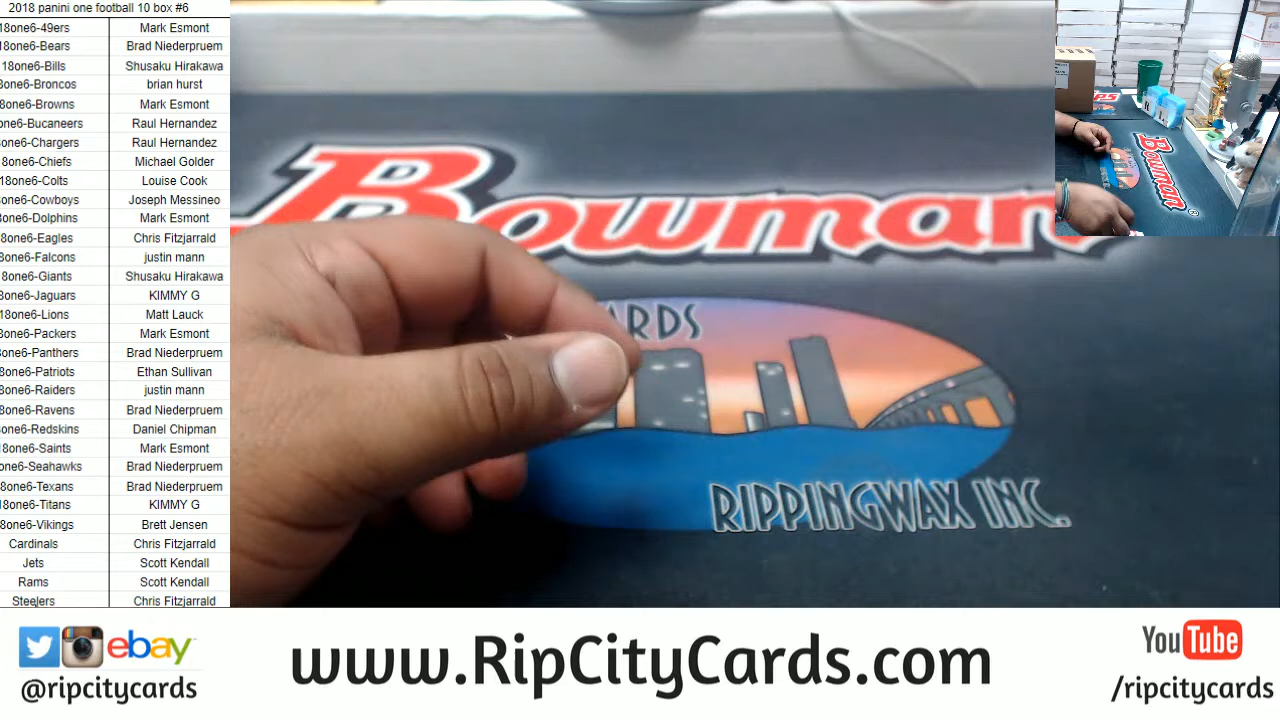 2018 panini one football 10 box #6
18one6-49ers Mark Esmont
18one6-Bears Brad Niederpruem
18one6-Bills Shusaku Hirakawa
8one6-Broncos brian hurst
8one6-Browns Mark Esmont
one6-Bucaneers Raul Hernandez
one6-Chargers Raul Hernandez
8one6-Chiefs Michael Golder
18one6-Colts Louise Cook
one6-Cowboys Joseph Messineo
one6-Dolphins Mark Esmont
8one6-Eagles Chris Fitzjarrald
8one6-Falcons justin mann
8one6-Giants Shusaku Hirakawa
8one6-Jaguars KIMMY G
18one6-Lions Matt Lauck
8one6-Packers Mark Esmont
one6-Panthers Brad Niederpruem
8one6-Patriots Ethan Sullivan
8one6-Raiders justin mann
8one6-Ravens Brad Niederpruem
one6-Redskins Daniel Chipman
8one6-Saints Mark Esmont
one6-Seahawks Brad Niederpruem
8one6-Texans Brad Niederpruem
18one6-Titans KIMMY G
8one6-Vikings Brett Jensen
Cardinals Chris Fitzjarrald
Jets Scott Kendall
Rams Scott Kendall
Steelers Chris Fitzjarrald
Bowman
ARDS
RIPPINGWAX INC.
Bowman
®
ebay
@ripcitycards
www.RipCityCards.com
YouTube
/ripcitycards